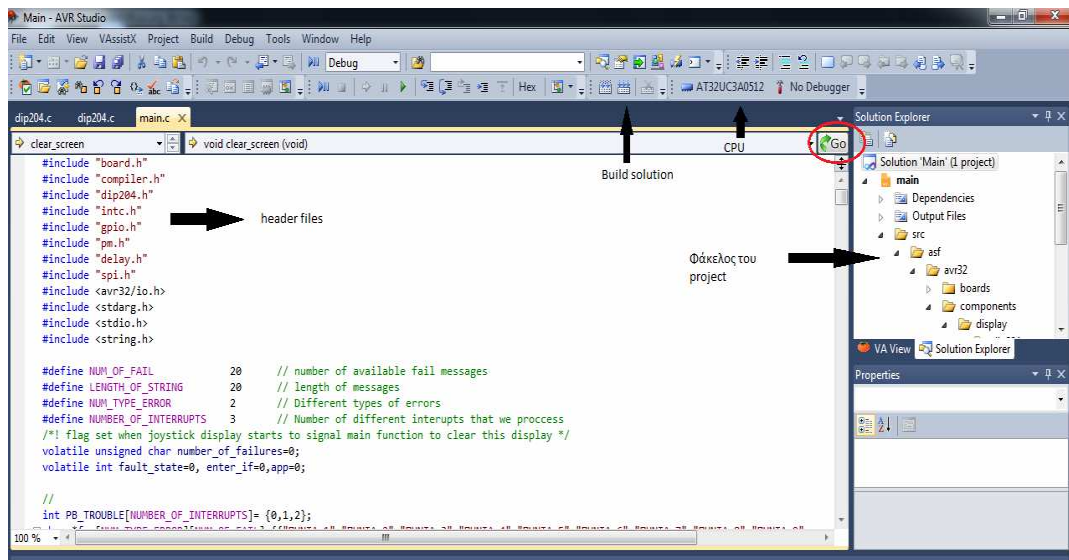 Main - AVR Studio
File Edit View VAssistX Project Build Debug Tools Window Help
Debug
Hex AT32UC3A0512 No Debugger
dip204.c dip204.c main.c
clear_screen void clear_screen (void) Go
CPU
Build solution
#include "board.h"
#include "compiler.h"
#include "dip204.h"
#include "intc.h"
#include "gpio.h"
#include "pm.h"
#include "delay.h"
#include "spi.h"
#include <avr32/io.h>
#include <stdarg.h>
#include <stdio.h>
#include <string.h>
header files
Φάκελος του
project
#define NUM_OF_FAIL 20 // number of available fail messages
#define LENGTH_OF_STRING 20 // length of messages
#define NUM_TYPE_ERROR 2 // Different types of errors
#define NUMBER_OF_INTERRUPTS 3 // Number of different interupts that we proccess
/*! flag set when joystick display starts to signal main function to clear this display */
volatile unsigned char number_of_failures=0;
volatile int fault_state=0, enter_if=0,app=0;
//
int PB_TROUBLE[NUMBER_OF_INTERRUPTS]= {0,1,2};
100 %
Solution Explorer
Solution 'Main' (1 project)
main
Dependencies
Output Files
src
asf
avr32
boards
components
display
VA View Solution Explorer
Properties